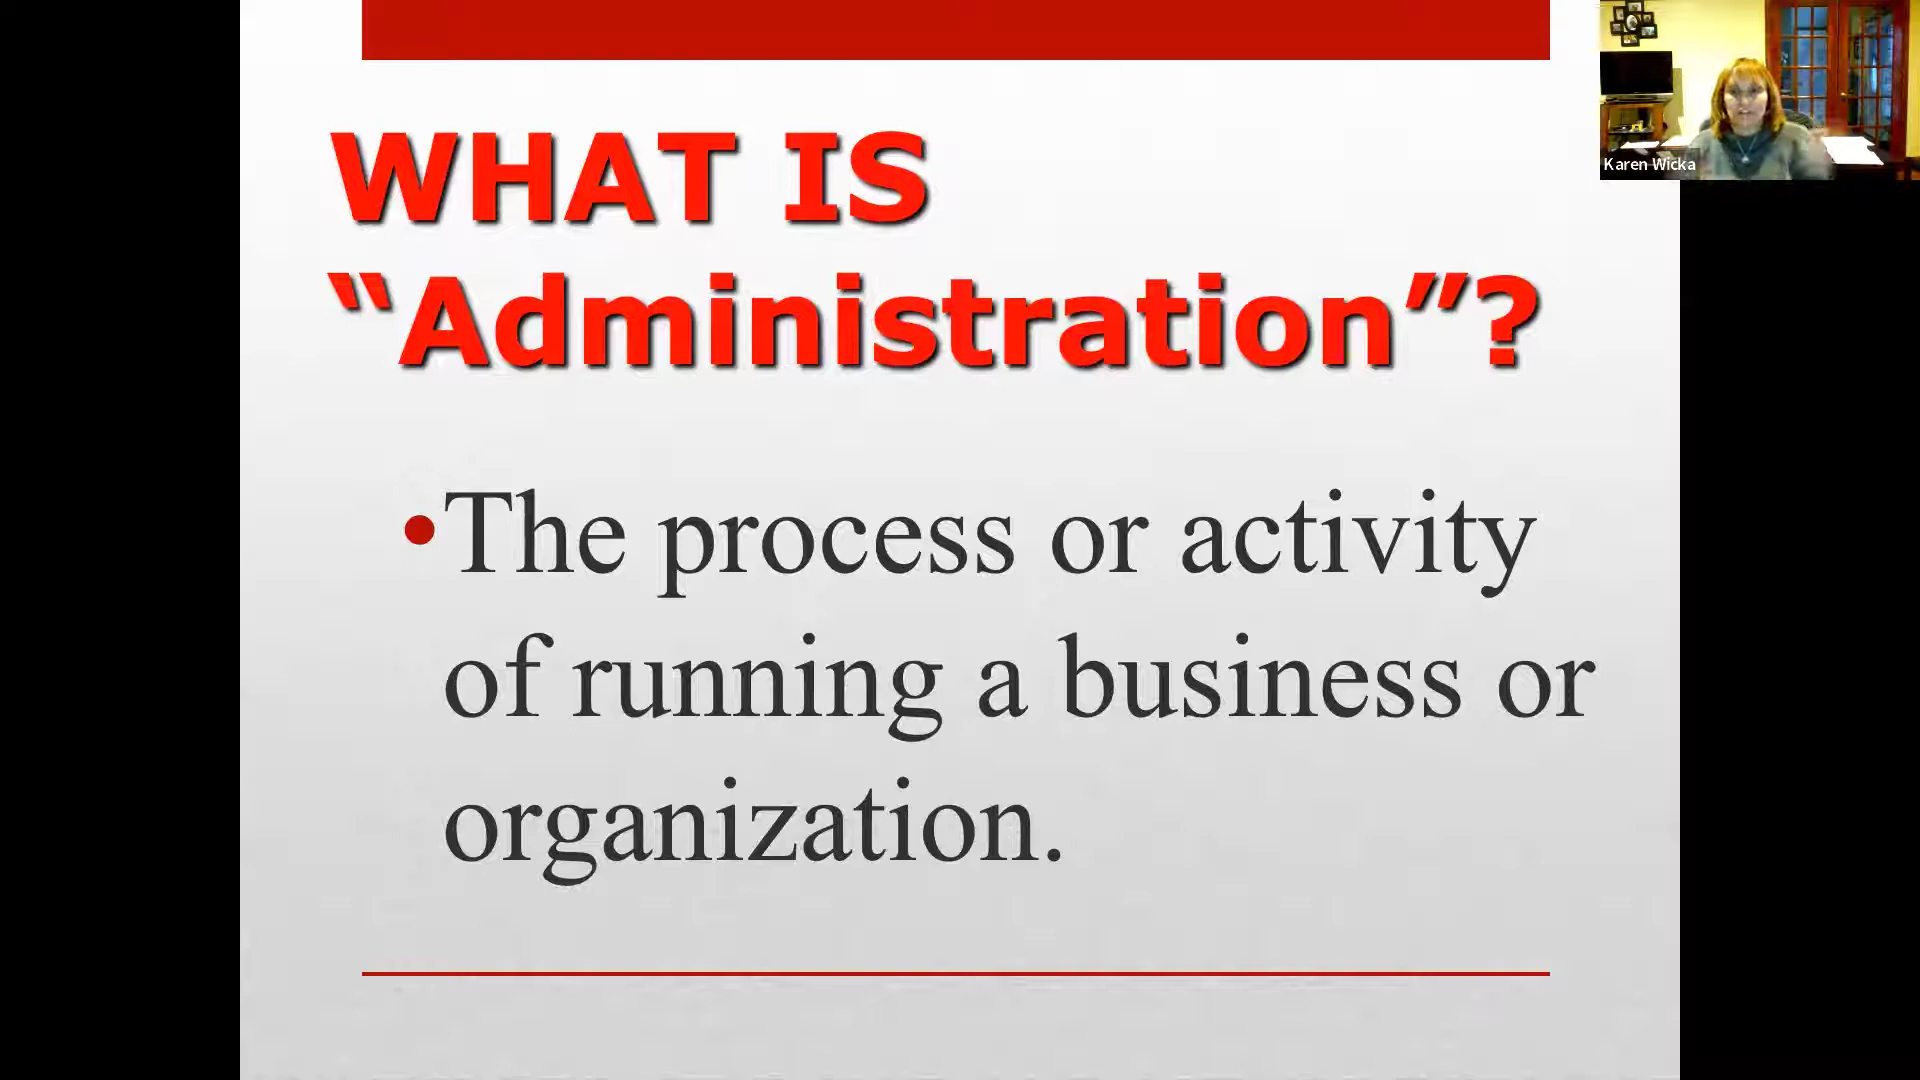 WHAT IS
“Administration”?
•The process or activity
of running a business or
organization.
Karen Wicka